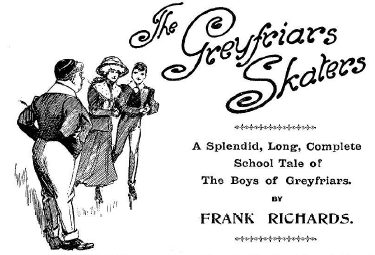 The
Greyfriars
Skaters
A Splendid, Long, Complete
School Tale of
The Boys of Greyfriars.
BY
FRANK RICHARDS.